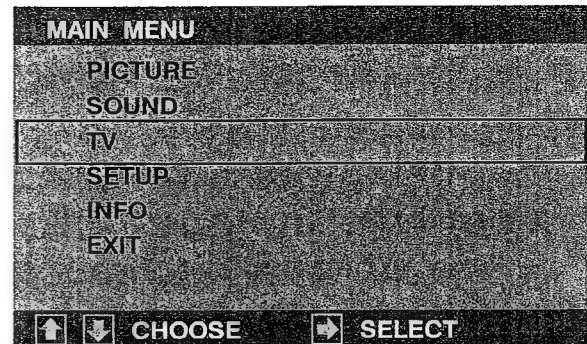 MAIN MENU
PICTURE
SOUND
TV
SETUP
INFO
EXIT
CHOOSE SELECT